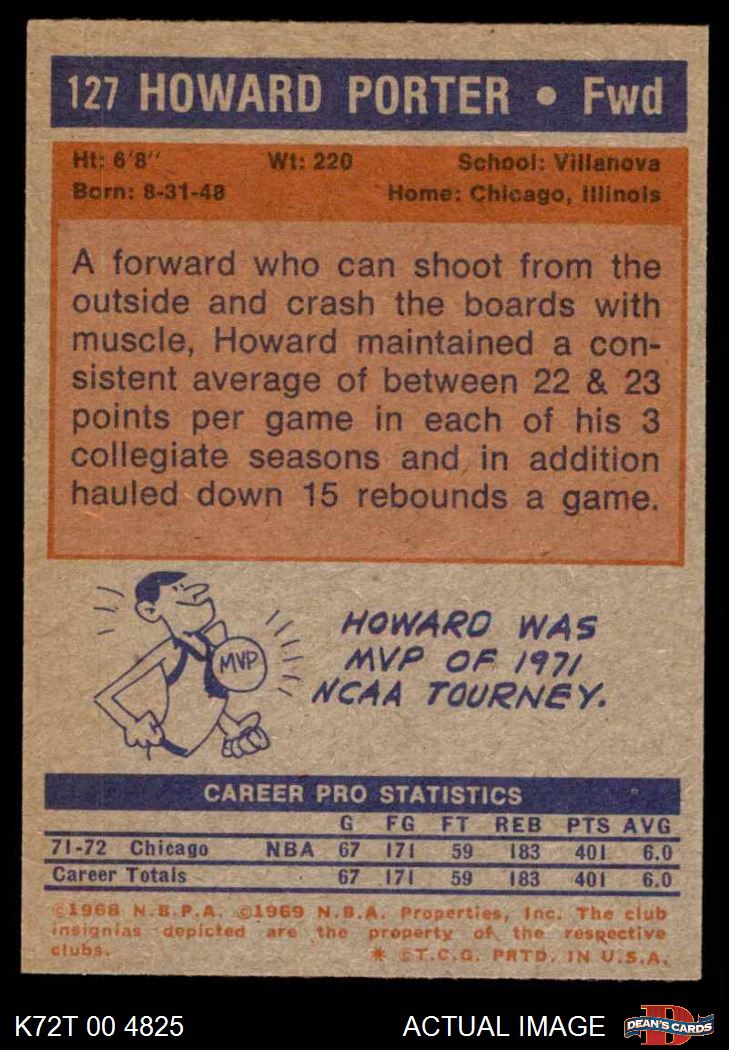 127 HOWARD PORTER • Fwd
Ht: 6'8'' Wt: 220 School: Villanova
Born: 8-31-48 Home: Chicago, Illinois
A forward who can shoot from the
outside and crash the boards with
muscle, Howard maintained a con-
sistent average of between 22 & 23
points per game in each of his 3
collegiate seasons and in addition
hauled down 15 rebounds a game.
MVP
HOWARD WAS
MVP OF 1971
NCAA TOURNEY.
CAREER PRO STATISTICS
G FG FT REB PTS AVG
71-72 Chicago NBA 67 171 59 183 401 6.0
Career Totals 67 171 59 183 401 6.0
©1968 N.B.P.A. ©1969 N.B.A. Properties, Inc. The club
insignias depicted are the property of the respective
clubs. * ©T.C.G. PRTD. IN U.S.A.
K72T 00 4825 ACTUAL IMAGE D DEAN'S CARDS